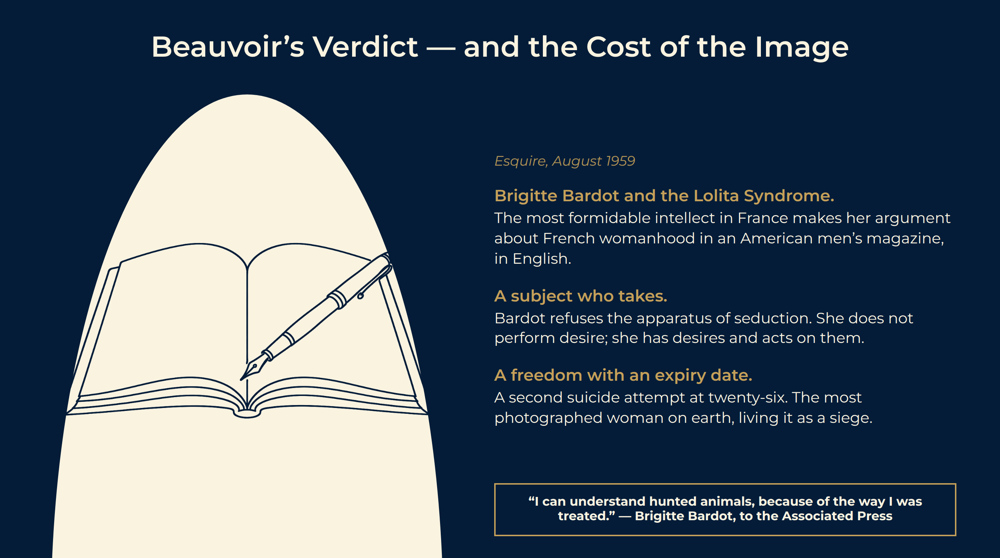 Beauvoir’s Verdict — and the Cost of the Image
Esquire, August 1959
Brigitte Bardot and the Lolita Syndrome.
The most formidable intellect in France makes her argument
about French womanhood in an American men’s magazine,
in English.
A subject who takes.
Bardot refuses the apparatus of seduction. She does not
perform desire; she has desires and acts on them.
A freedom with an expiry date.
A second suicide attempt at twenty-six. The most
photographed woman on earth, living it as a siege.
“I can understand hunted animals, because of the way I was
treated.” — Brigitte Bardot, to the Associated Press